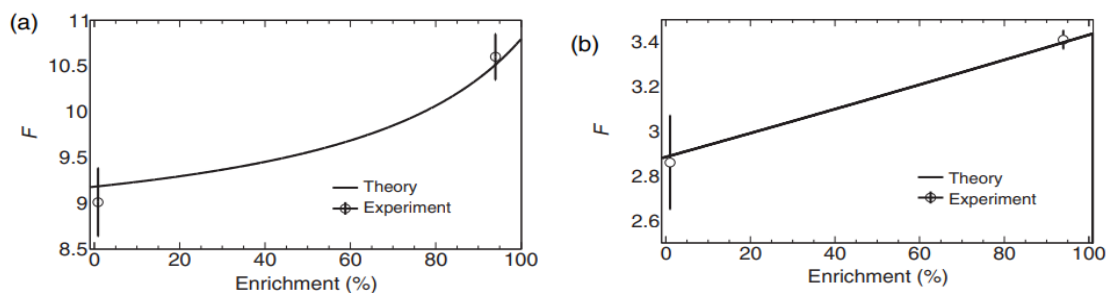 (a)
11
10.5
10
9.5
9
8.5
F
Theory
Experiment
0 20 40 60 80 100
Enrichment (%)
(b)
3.4
3.2
3
2.8
2.6
F
Theory
Experiment
0 20 40 60 80 100
Enrichment (%)